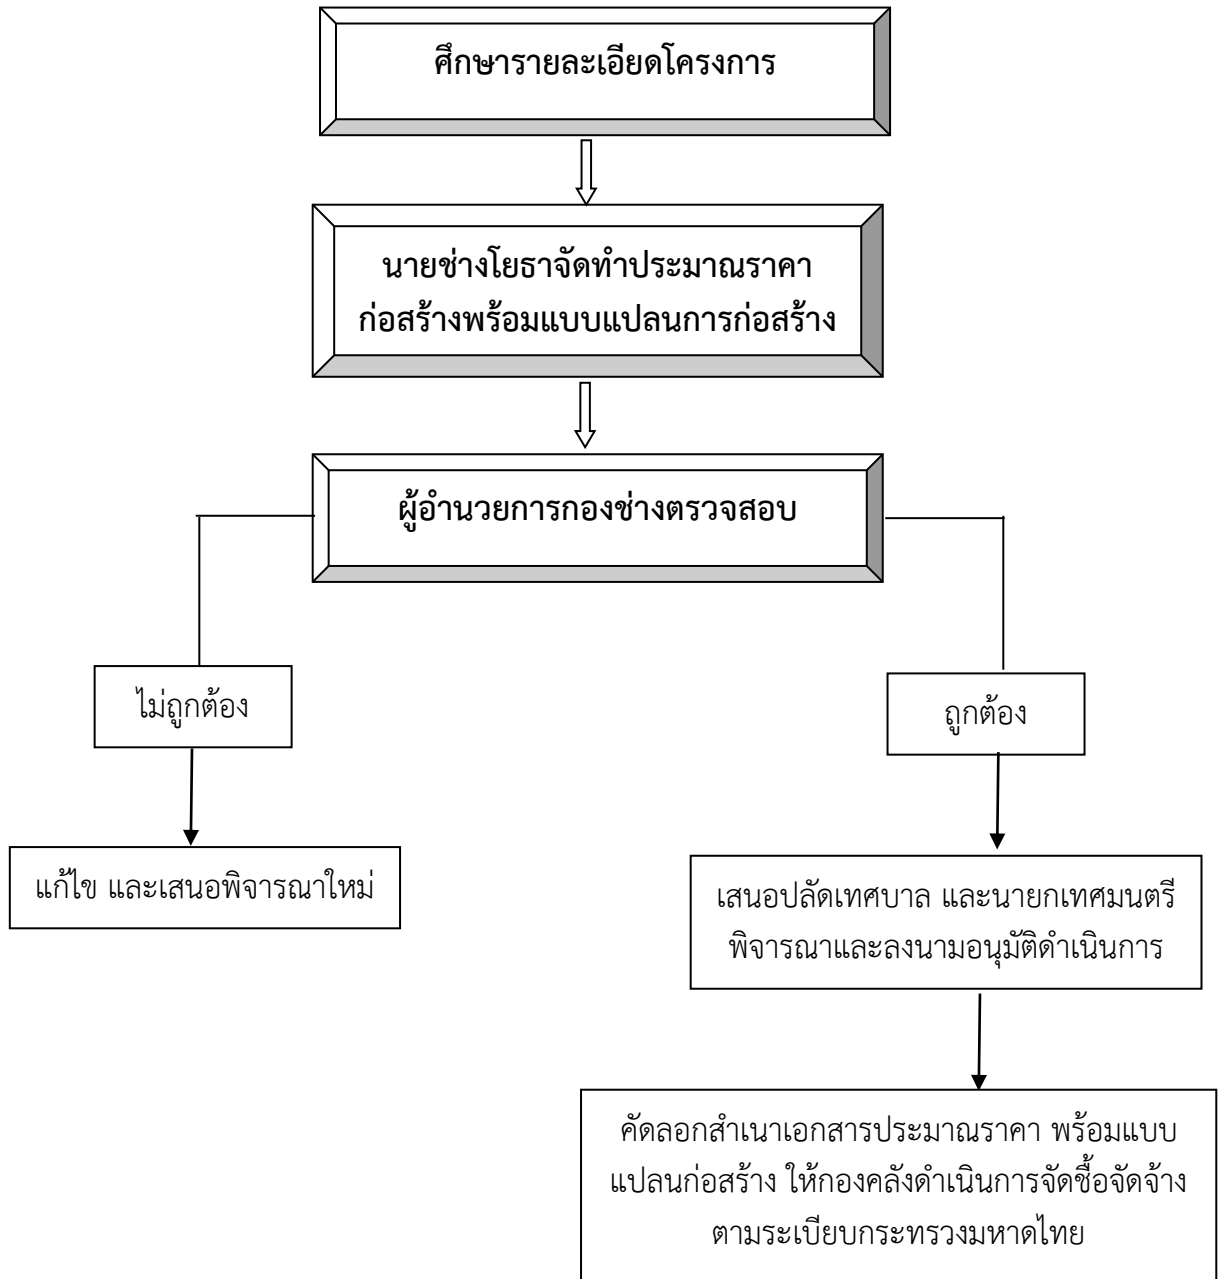 ศึกษารายละเอียดโครงการ
นายช่างโยธาจัดทำประมาณราคา
ก่อสร้างพร้อมแบบแปลนการก่อสร้าง
ผู้อำนวยการกองช่างตรวจสอบ
ไม่ถูกต้อง
ถูกต้อง
แก้ไข และเสนอพิจารณาใหม่
เสนอปลัดเทศบาล และนายกเทศมนตรี
พิจารณาและลงนามอนุมัติดำเนินการ
คัดลอกสำเนาเอกสารประมาณราคา พร้อมแบบ
แปลนก่อสร้าง ให้กองคลังดำเนินการจัดซื้อจัดจ้าง
ตามระเบียบกระทรวงมหาดไทย